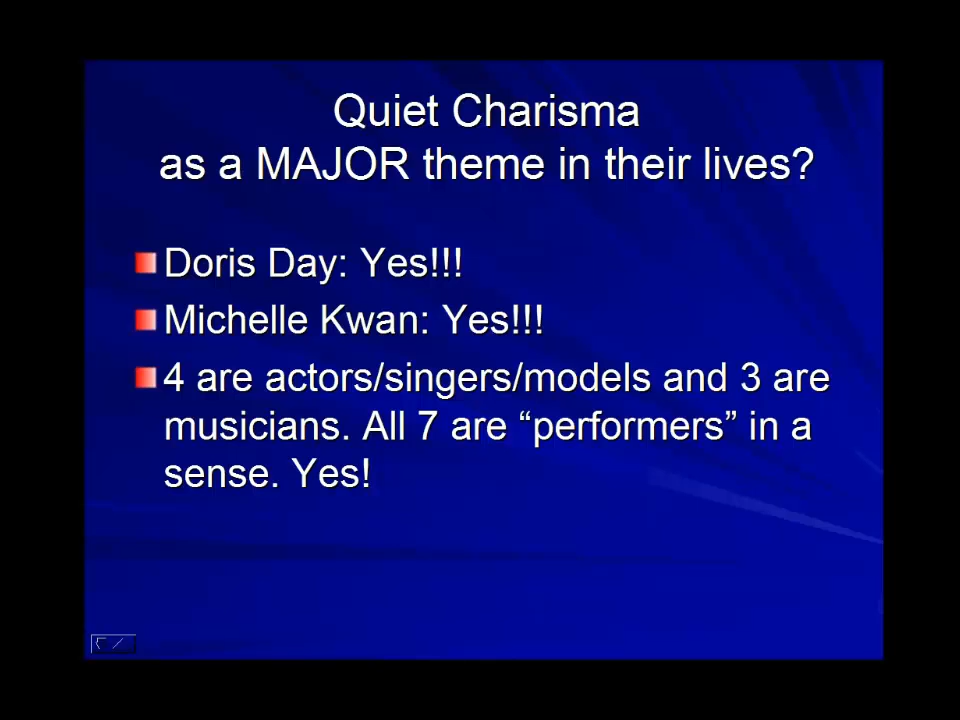 Quiet Charisma
as a MAJOR theme in their lives?
Doris Day: Yes!!!
Michelle Kwan: Yes!!!
4 are actors/singers/models and 3 are
musicians. All 7 are “performers” in a
sense. Yes!